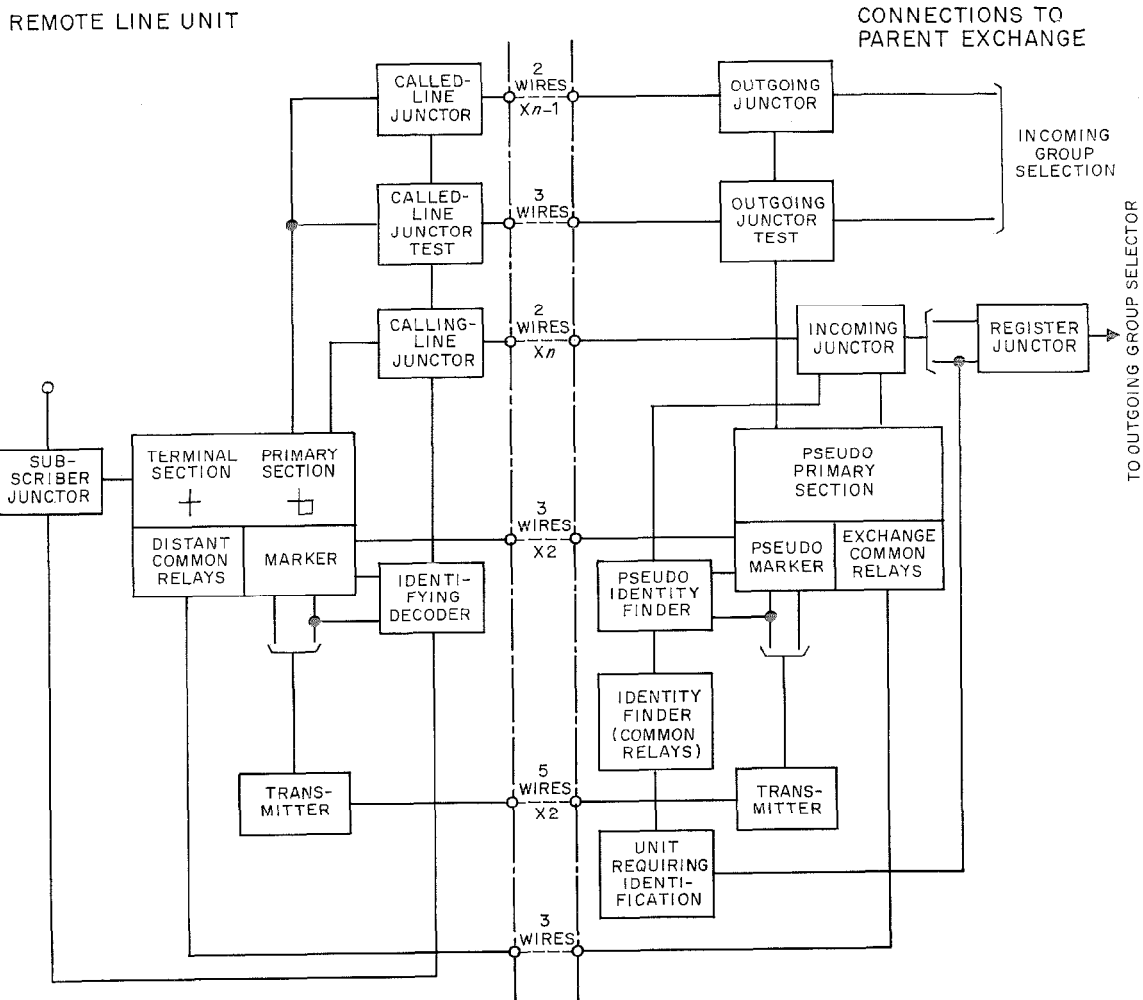 REMOTE LINE UNIT
CONNECTIONS TO
PARENT EXCHANGE
CALLED-
LINE
JUNCTOR
2
WIRES
Xn-1
OUTGOING
JUNCTOR
INCOMING
GROUP
SELECTION
CALLED-
LINE
JUNCTOR
TEST
3
WIRES
OUTGOING
JUNCTOR
TEST
TO OUTGOING GROUP SELECTOR
CALLING-
LINE
JUNCTOR
2
WIRES
Xn
INCOMING
JUNCTOR
REGISTER
JUNCTOR
SUB-
SCRIBER
JUNCTOR
TERMINAL
SECTION
PRIMARY
SECTION
PSEUDO
PRIMARY
SECTION
DISTANT
COMMON
RELAYS
MARKER
3
WIRES
X2
PSEUDO
MARKER
EXCHANGE
COMMON
RELAYS
IDENTI-
FYING
DECODER
PSEUDO
IDENTITY
FINDER
IDENTITY
FINDER
(COMMON
RELAYS)
TRANS-
MITTER
5
WIRES
X2
TRANS-
MITTER
UNIT
REQUIRING
IDENTI-
FICATION
3
WIRES